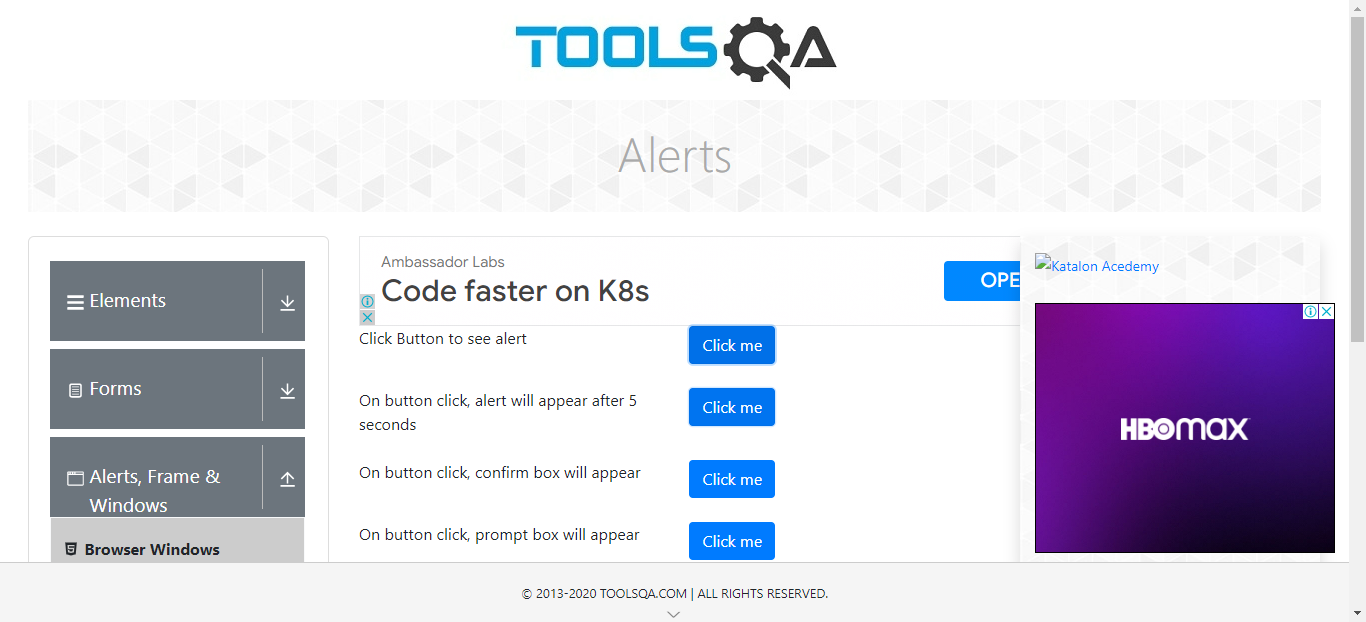 TOOLSQA
Alerts
Elements
Forms
Alerts, Frame &
Windows
Browser Windows
Ambassador Labs
Code faster on K8s
OPE
Click Button to see alert
Click me
On button click, alert will appear after 5
seconds
Click me
On button click, confirm box will appear
Click me
On button click, prompt box will appear
Click me
Katalon Acedemy
HBOmax
© 2013-2020 TOOLSQA.COM | ALL RIGHTS RESERVED.